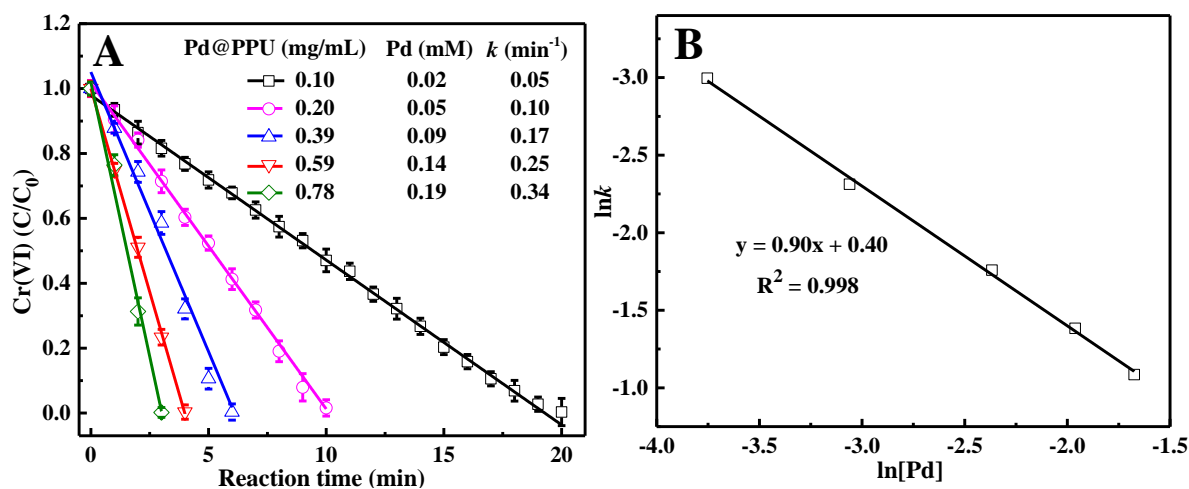 A
Pd@PPU (mg/mL) Pd (mM) k (min⁻¹)
0.10 0.02 0.05
0.20 0.05 0.10
0.39 0.09 0.17
0.59 0.14 0.25
0.78 0.19 0.34
Cr(VI) (C/C₀)
1.2
1.0
0.8
0.6
0.4
0.2
0.0
0 5 10 15 20
Reaction time (min)
B
lnk
-3.0
-2.5
-2.0
-1.5
-1.0
y = 0.90x + 0.40
R² = 0.998
-4.0 -3.5 -3.0 -2.5 -2.0 -1.5
ln[Pd]